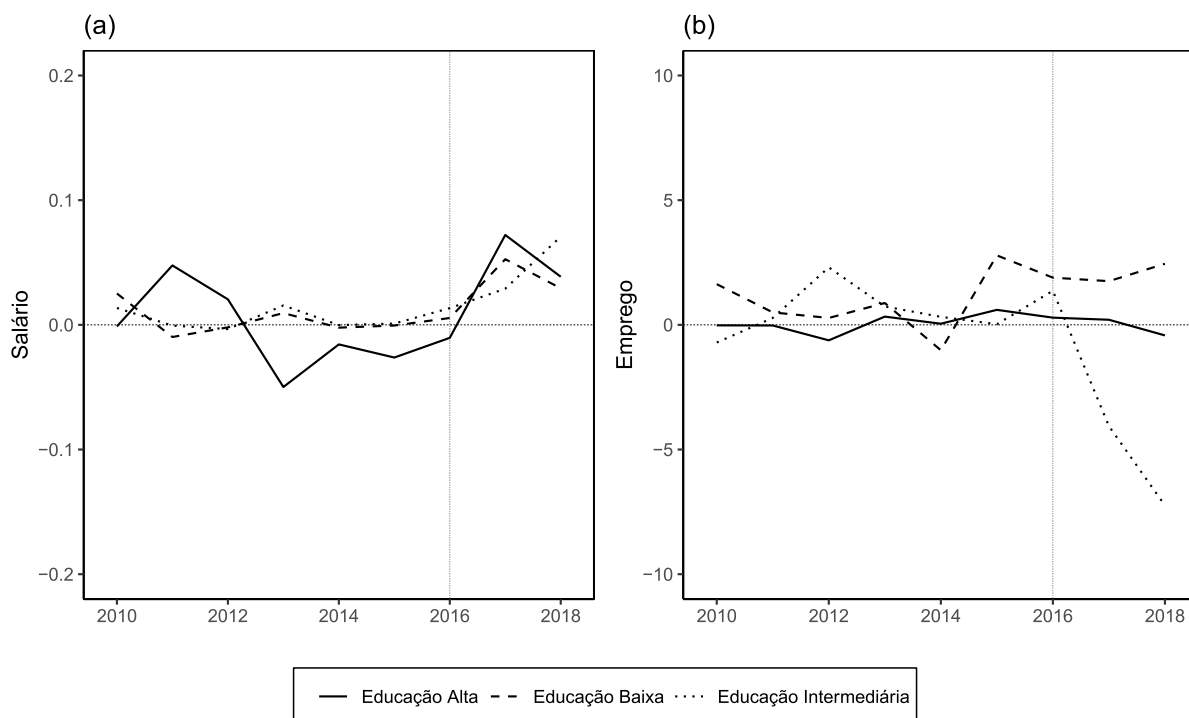 (a)
Salário
0.2
0.1
0.0
−0.1
−0.2
2010 2012 2014 2016 2018
(b)
Emprego
10
5
0
−5
−10
2010 2012 2014 2016 2018
Educação Alta Educação Baixa Educação Intermediária